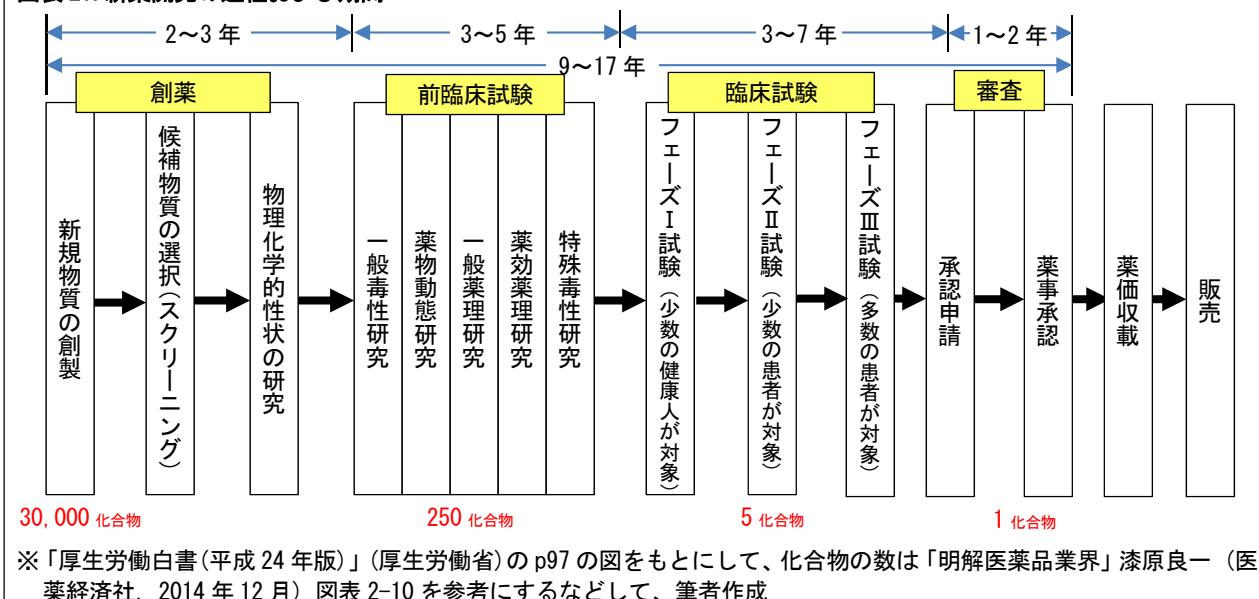 2～3 年
3～5 年
3～7 年
1～2 年
9～17 年
創薬
前臨床試験
臨床試験
審査
新規物質の創製
候補物質の選択（スクリーニング）
物理化学的性状の研究
一般毒性研究
薬物動態研究
一般薬理研究
薬効薬理研究
特殊毒性研究
フェーズⅠ試験（少数の健康人が対象）
フェーズⅡ試験（少数の患者が対象）
フェーズⅢ試験（多数の患者が対象）
承認申請
薬事承認
薬価収載
販売
30,000 化合物
250 化合物
5 化合物
1 化合物
※「厚生労働白書（平成 24 年版）」（厚生労働省）の p97 の図をもとにして、化合物の数は「明解医薬品業界」漆原良一（医
薬経済社，2014 年 12 月）図表 2-10 を参考にするなどして、筆者作成